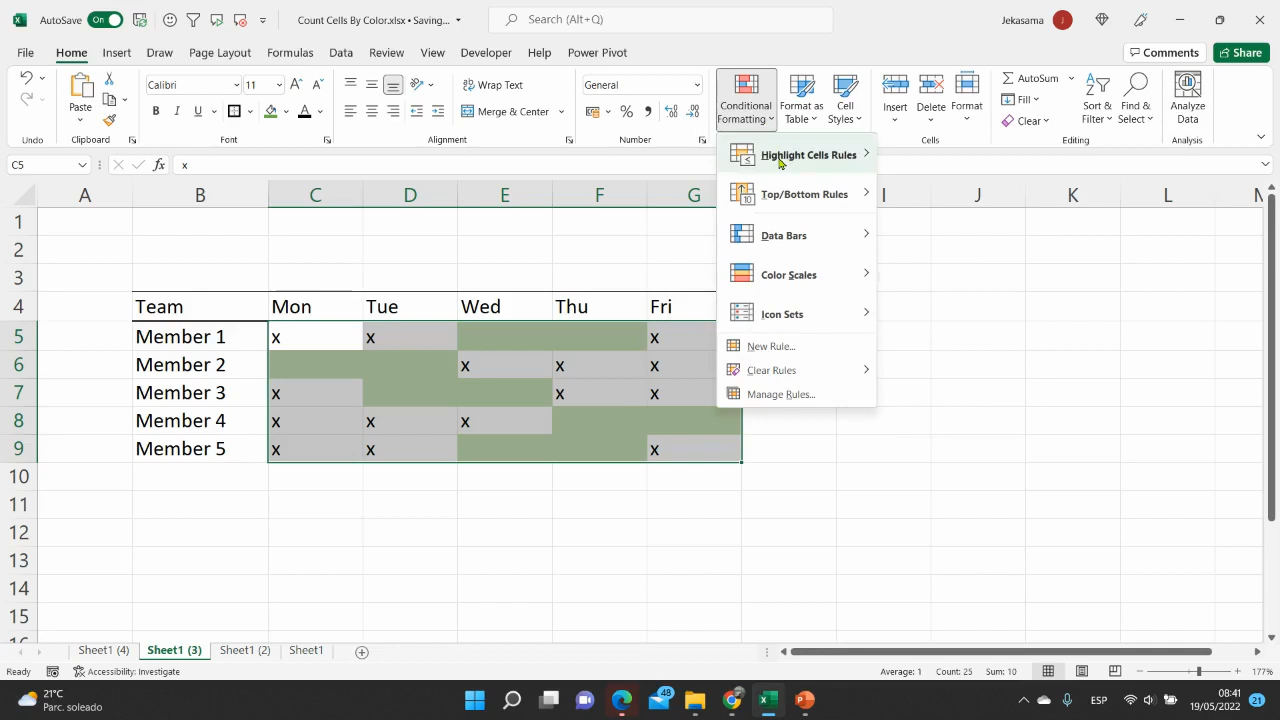 AutoSave On Count Cells By Color.xlsx • Saving... Search (Alt+Q) Jekasama J
File Home Insert Draw Page Layout Formulas Data Review View Developer Help Power Pivot Comments Share
Calibri 11 Wrap Text General AutoSum
Paste B I U A Merge & Center % Conditional Formatting Format as Table Cell Styles Insert Delete Format Fill Clear Sort & Filter Find & Select Analyze Data
Undo Clipboard Font Alignment Number Cells Editing Analysis
C5 fx x
A B C D E F G I J K L M
Highlight Cells Rules
Top/Bottom Rules
Data Bars
Color Scales
Icon Sets
New Rule...
Clear Rules
Manage Rules...
1
2
3
4 Team Mon Tue Wed Thu Fri
5 Member 1 x x x
6 Member 2 x x x
7 Member 3 x x x
8 Member 4 x x x
9 Member 5 x x x
10
11
12
13
14
15
16
Sheet1 (4) Sheet1 (3) Sheet1 (2) Sheet1
Ready Accessibility: Investigate Average: 1 Count: 25 Sum: 10 177%
21°C
Parc. soleado
48
ESP
08:41
19/05/2022
21